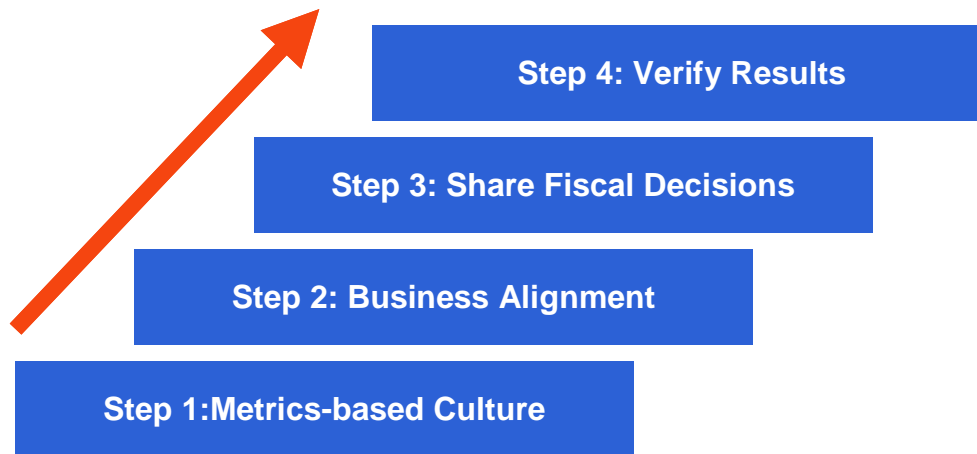 Step 4: Verify Results
Step 3: Share Fiscal Decisions
Step 2: Business Alignment
Step 1:Metrics-based Culture